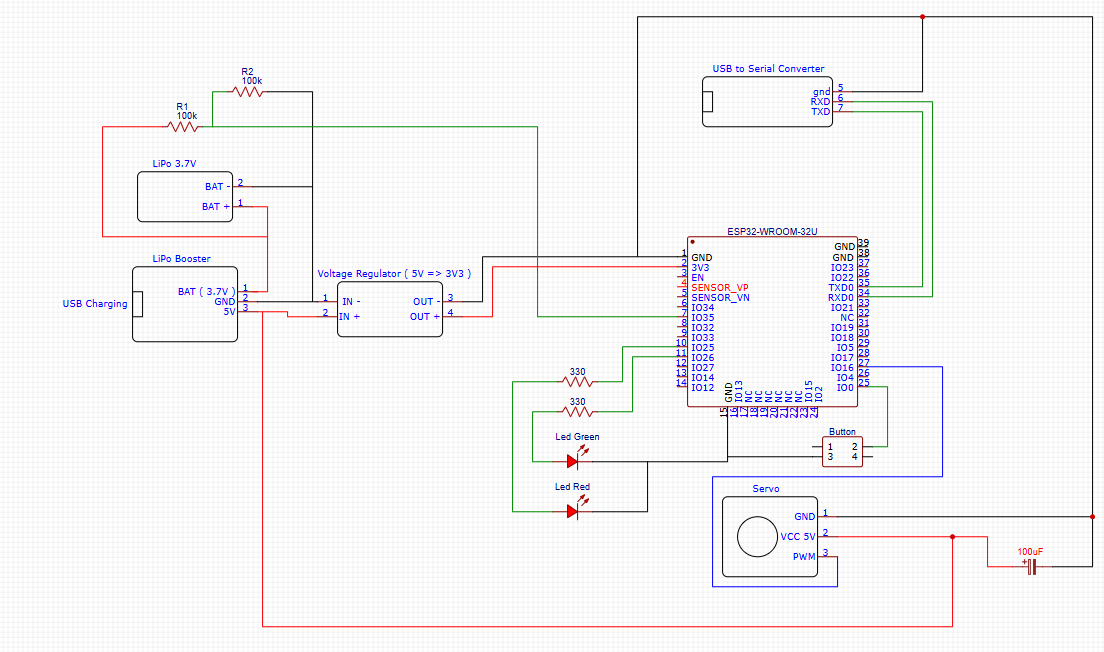 R2
100k
R1
100k
LiPo 3.7V
BAT - 2
BAT + 1
LiPo Booster
USB Charging
BAT ( 3.7V ) 1
GND 2
5V 3
Voltage Regulator ( 5V => 3V3 )
1 IN -
2 IN +
OUT - 3
OUT + 4
USB to Serial Converter
gnd 5
RXD 6
TXD 7
ESP32-WROOM-32U
1 GND
2 3V3
3 EN
4 SENSOR_VP
5 SENSOR_VN
6 IO34
7 IO35
8 IO32
9 IO33
10 IO25
11 IO26
12 IO27
13 IO14
14 IO12
GND 39
GND 38
IO23 37
IO22 36
TXD0 35
RXD0 34
IO21 33
NC 32
IO19 31
IO18 30
IO5 29
IO17 28
IO16 27
IO4 26
IO0 25
15 GND
16 IO13
17 NC
18 NC
19 NC
20 NC
21 NC
22 NC
23 IO15
24 IO2
330
330
Led Green
Led Red
Button
1 2
3 4
Servo
GND 1
VCC 5V 2
PWM 3
100uF
+